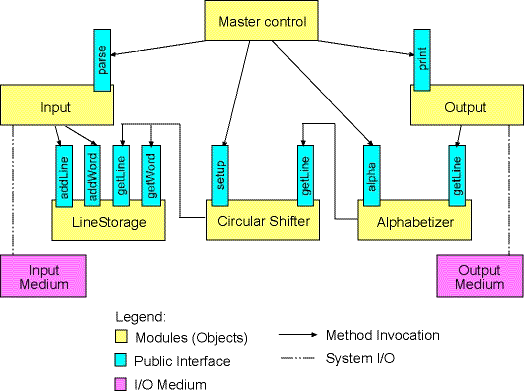 Master control
parse
print
Input
Output
addLine
addWord
getLine
getWord
setup
getLine
alpha
getLine
LineStorage
Circular Shifter
Alphabetizer
Input
Medium
Output
Medium
Legend:
Modules (Objects)
Method Invocation
Public Interface
System I/O
I/O Medium